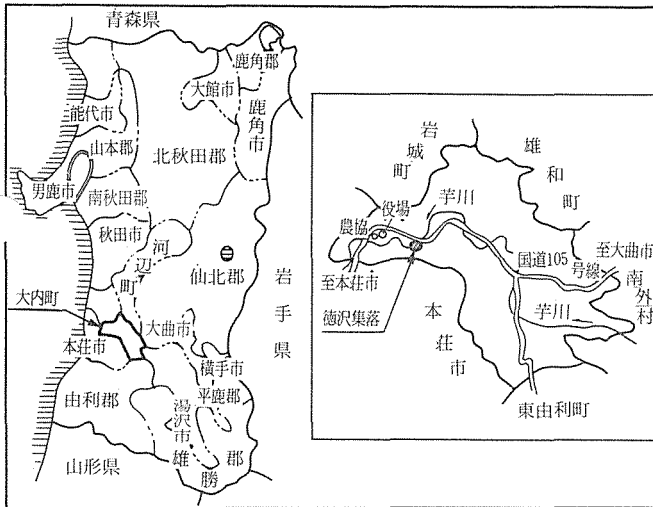 青森県
鹿角郡
大館市
鹿角市
能代市
山本郡
北秋田郡
男鹿市
南秋田郡
秋田市
河辺町
仙北郡
岩手県
大内町
大曲市
本荘市
横手市
平鹿郡
由利郡
湯沢市
雄勝郡
山形県
岩城町
雄和町
芋川
役場
農協
国道105号線
至大曲市
南外村
至本荘市
徳沢集落
本荘市
芋川
東由利町